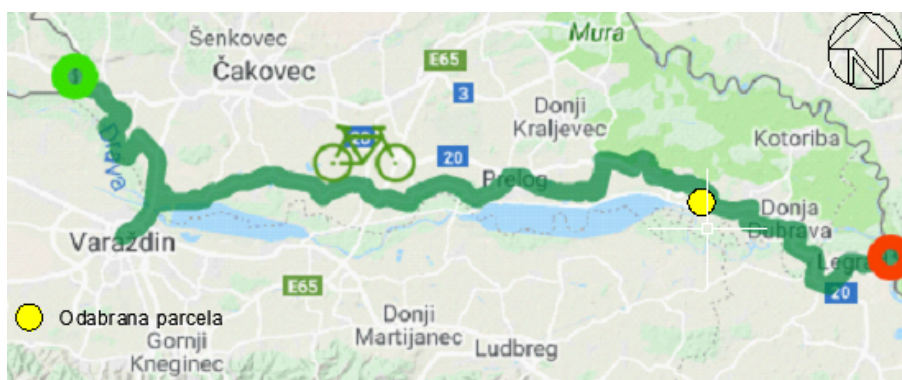 Šenkovec
Čakovec
E65
Mura
N
3
Donji
Kraljevec
Kotoriba
20
20
Drava
Prelog
Donja
Dubrava
Varaždin
Legrad
E65
20
Odabrana parcela
Donji
Martijanec
Gornji
Kneginec
Ludbreg